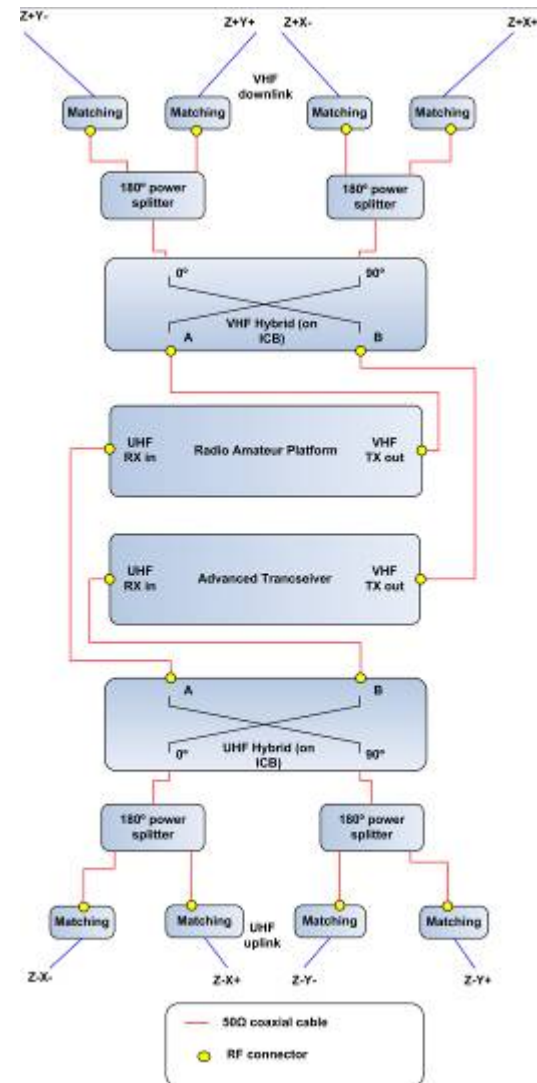 Z+Y-
Z+Y+
Z+X-
Z+X+
VHF
downlink
Matching
Matching
Matching
Matching
180º power
splitter
180º power
splitter
0º
90º
VHF Hybrid (on
ICB)
A
B
UHF
RX in
Radio Amateur Platform
VHF
TX out
UHF
RX in
Advanced Trancseiver
VHF
TX out
A
B
0º
90º
UHF Hybrid (on
ICB)
180º power
splitter
180º power
splitter
Matching
Matching
Matching
Matching
UHF
uplink
Z-X-
Z-X+
Z-Y-
Z-Y+
50Ω coaxial cable
RF connector